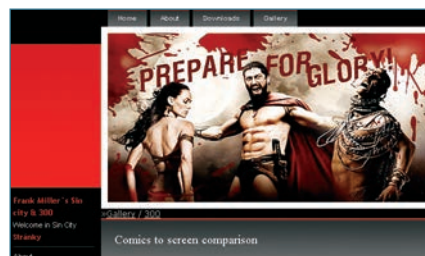 Home About Downloads Gallery
PREPARE FOR GLORY!
Frank Miller´s Sin
city & 300
Welcome in Sin City
Stranky
»Gallery / 300
Comics to screen comparison
About